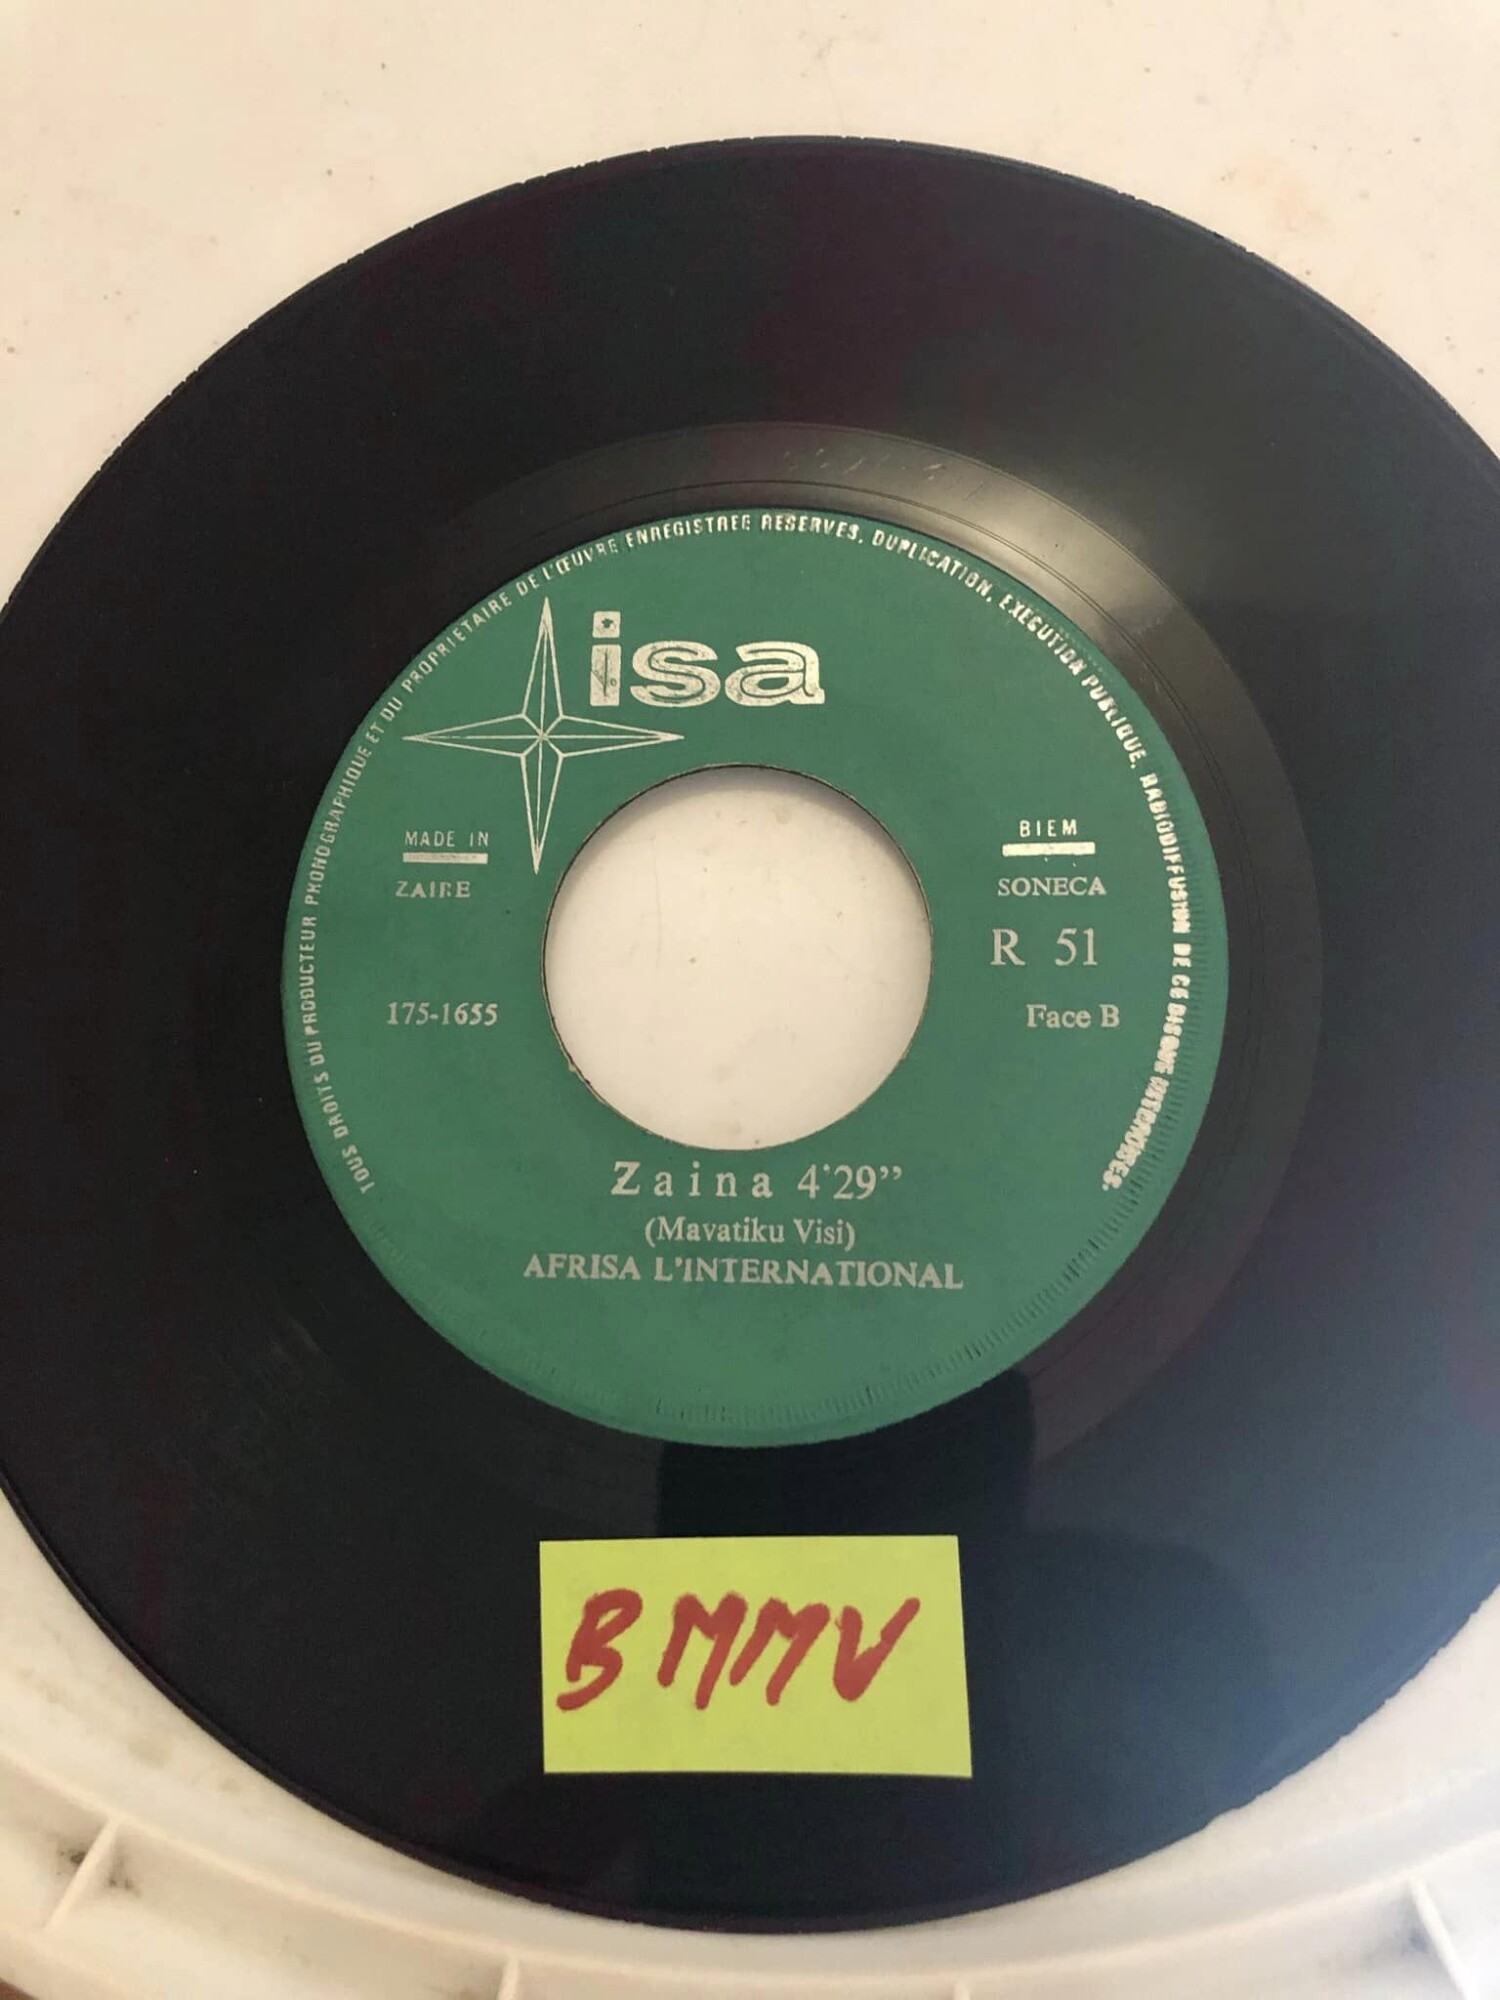 TOUS DROITS DU PRODUCTEUR PHONOGRAPHIQUE ET DU PROPRIETAIRE DE L'ŒUVRE ENREGISTREE RESERVES. DUPLICATION, EXECUTION PUBLIQUE, RADIODIFFUSION DE CE DISQUE INTERDITES.
isa
MADE IN
ZAIRE
BIEM
SONECA
R 51
175-1655
Face B
Zaina 4'29”
(Mavatiku Visi)
AFRISA L'INTERNATIONAL
BMMV